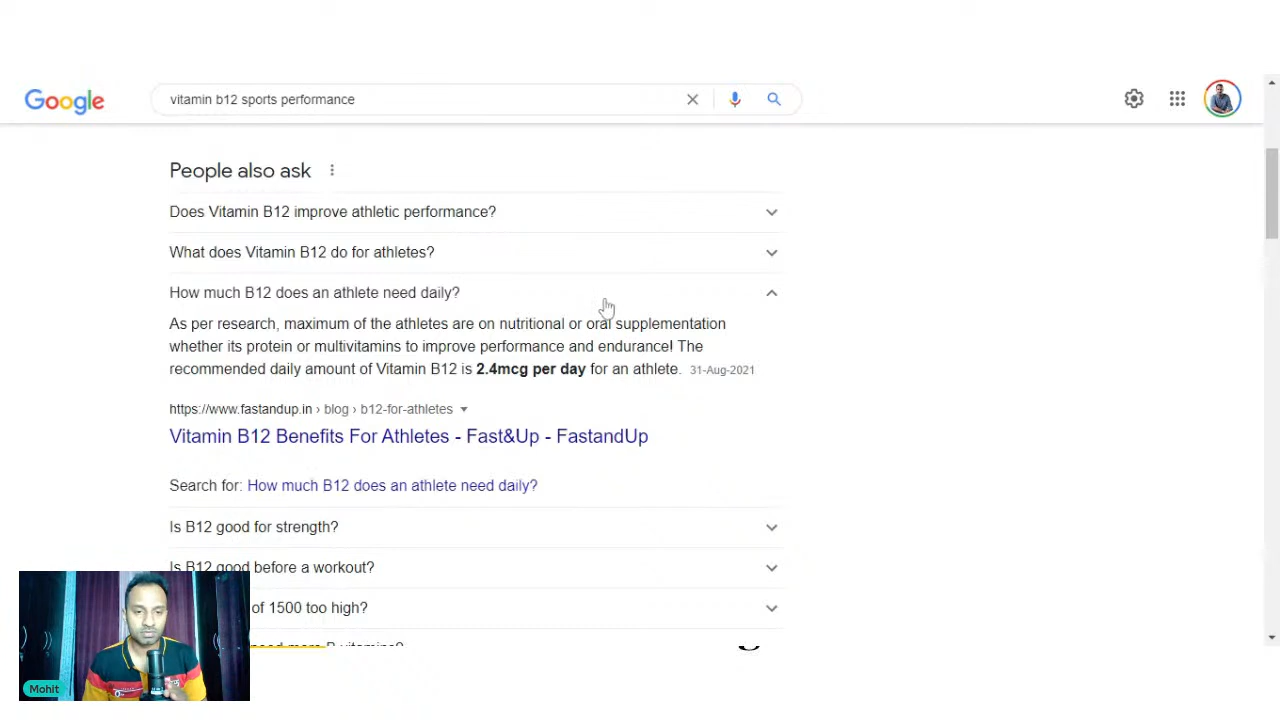 Google
vitamin b12 sports performance
People also ask
Does Vitamin B12 improve athletic performance?
What does Vitamin B12 do for athletes?
How much B12 does an athlete need daily?
As per research, maximum of the athletes are on nutritional or oral supplementation
whether its protein or multivitamins to improve performance and endurance! The
recommended daily amount of Vitamin B12 is 2.4mcg per day for an athlete. 31-Aug-2021
https://www.fastandup.in › blog › b12-for-athletes
Vitamin B12 Benefits For Athletes - Fast&Up - FastandUp
Search for: How much B12 does an athlete need daily?
Is B12 good for strength?
Is B12 good before a workout?
of 1500 too high?
need more B vitamins?
Mohit